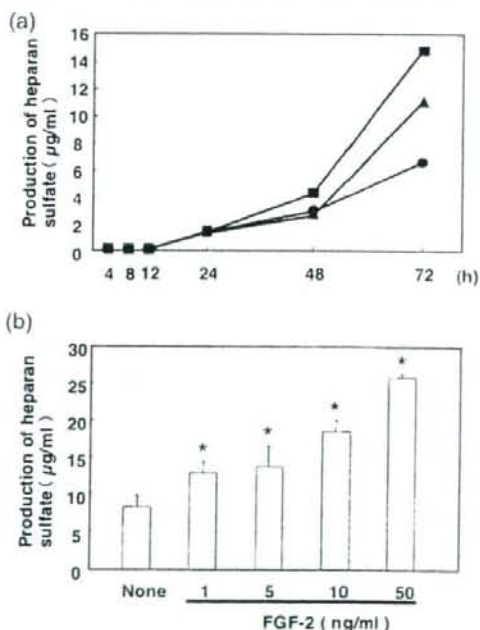 (a)
Production of heparan
sulfate ( µg/ml)
16
14
12
10
8
6
4
2
0
4 8 12 24 48 72 (h)
(b)
Production of heparan
sulfate( µg/ml)
30
25
20
15
10
5
0
None 1 5 10 50
* * * *
FGF-2 ( ng/ml)